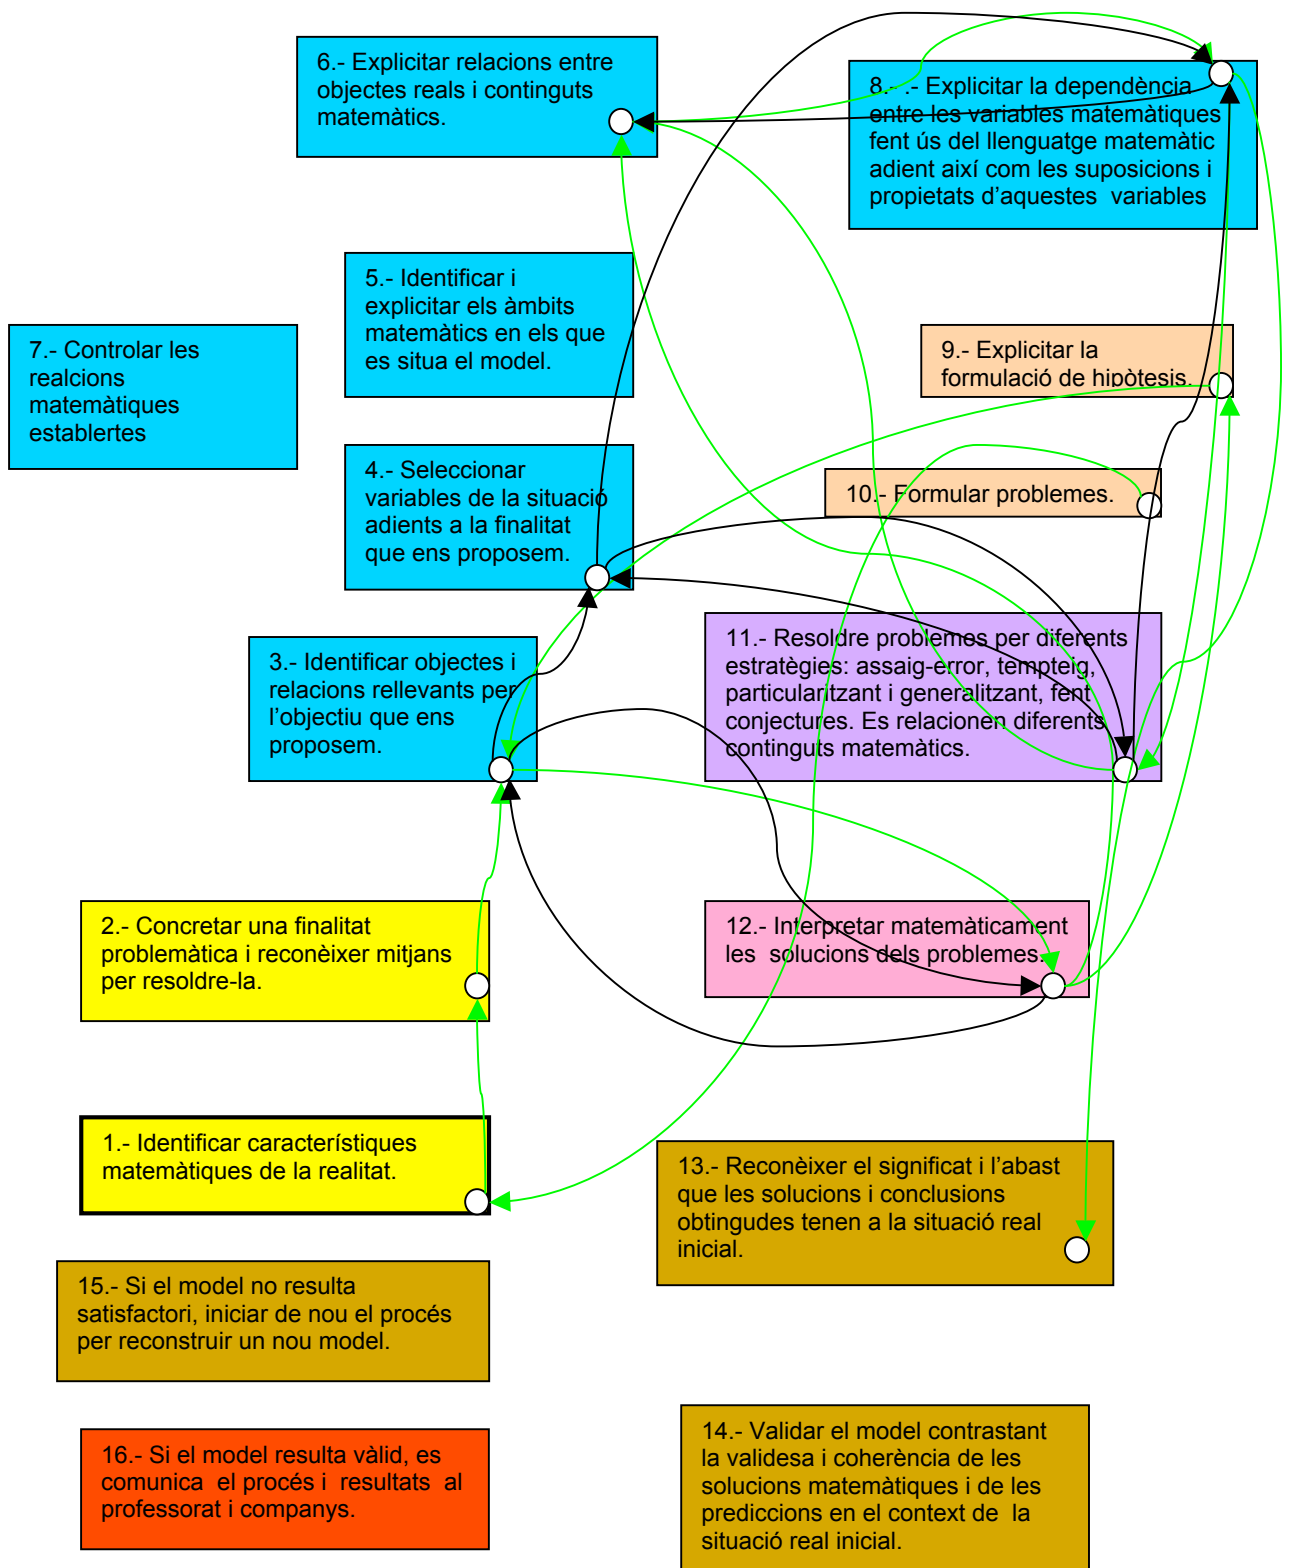 6.- Explicitar relacions entre
objectes reals i continguts
matemàtics.
8.- .- Explicitar la dependència
entre les variables matemàtiques
fent ús del llenguatge matemàtic
adient així com les suposicions i
propietats d’aquestes  variables
5.- Identificar i
explicitar els àmbits
matemàtics en els que
es situa el model.
7.- Controlar les
realcions
matemàtiques
establertes
9.- Explicitar la
formulació de hipòtesis.
4.- Seleccionar
variables de la situació
adients a la finalitat
que ens proposem.
10.- Formular problemes.
3.- Identificar objectes i
relacions rellevants per
l’objectiu que ens
proposem.
11.- Resoldre problemes per diferents
estratègies: assaig-error, tempteig,
particularitzant i generalitzant, fent
conjectures. Es relacionen diferents
continguts matemàtics.
2.- Concretar una finalitat
problemàtica i reconèixer mitjans
per resoldre-la.
12.- Interpretar matemàticament
les  solucions dels problemes.
1.- Identificar característiques
matemàtiques de la realitat.
13.- Reconèixer el significat i l’abast
que les solucions i conclusions
obtingudes tenen a la situació real
inicial.
15.- Si el model no resulta
satisfactori, iniciar de nou el procés
per reconstruir un nou model.
16.- Si el model resulta vàlid, es
comunica  el procés i  resultats  al
professorat i companys.
14.- Validar el model contrastant
la validesa i coherència de les
solucions matemàtiques i de les
prediccions en el context de  la
situació real inicial.